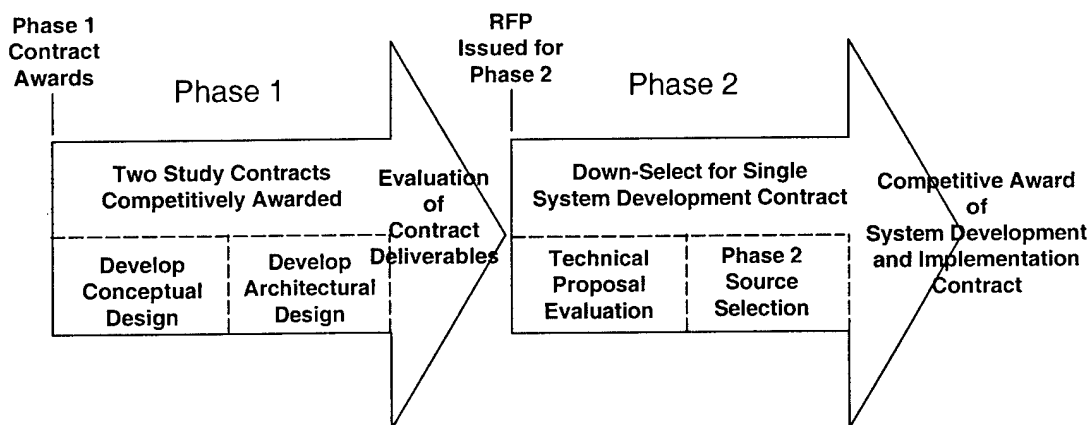 Phase 1
Contract
Awards
Phase 1
Two Study Contracts
Competitively Awarded
Develop
Conceptual
Design
Develop
Architectural
Design
Evaluation
of
Contract
Deliverables
RFP
Issued for
Phase 2
Phase 2
Down-Select for Single
System Development Contract
Technical
Proposal
Evaluation
Phase 2
Source
Selection
Competitive Award
of
System Development
and Implementation
Contract